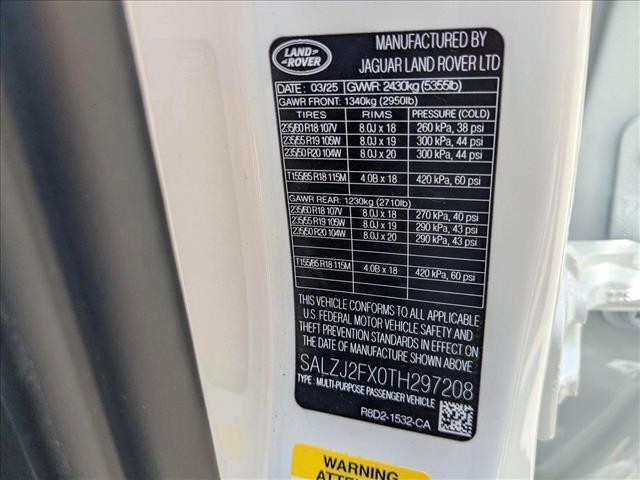 LAND
ROVER
MANUFACTURED BY
JAGUAR LAND ROVER LTD
DATE : 03/25 GVWR: 2430kg (5355lb)
GAWR FRONT: 1340kg (2950lb)
TIRES RIMS PRESSURE (COLD)
235/60 R18 107V 8.0J x 18 260 kPa, 38 psi
235/55 R19 105W 8.0J x 19 300 kPa, 44 psi
235/50 R20 104W 8.0J x 20 300 kPa, 44 psi
T155/85 R18 115M 4.0B x 18 420 kPa, 60 psi
GAWR REAR: 1230kg (2710lb)
235/60 R18 107V 8.0J x 18 270 kPa, 40 psi
235/55 R19 105W 8.0J x 19 290 kPa, 43 psi
235/50 R20 104W 8.0J x 20 290 kPa, 43 psi
T155/85 R18 115M 4.0B x 18 420 kPa, 60 psi
THIS VEHICLE CONFORMS TO ALL APPLICABLE
U.S. FEDERAL MOTOR VEHICLE SAFETY AND
THEFT PREVENTION STANDARDS IN EFFECT ON
THE DATE OF MANUFACTURE SHOWN ABOVE
SALZJ2FX0TH297208
TYPE : MULTI-PURPOSE PASSENGER VEHICLE
R8D2-1532-CA
WARNING